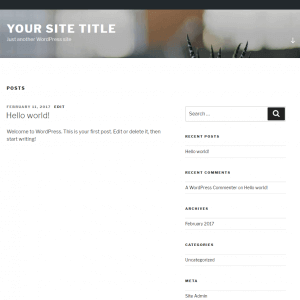 YOUR SITE TITLE
Just another WordPress site
POSTS
FEBRUARY 11, 2017 EDIT
Hello world!
Welcome to WordPress. This is your first post. Edit or delete it, then
start writing!
Search …
RECENT POSTS
Hello world!
RECENT COMMENTS
A WordPress Commenter on Hello world!
ARCHIVES
February 2017
CATEGORIES
Uncategorized
META
Site Admin